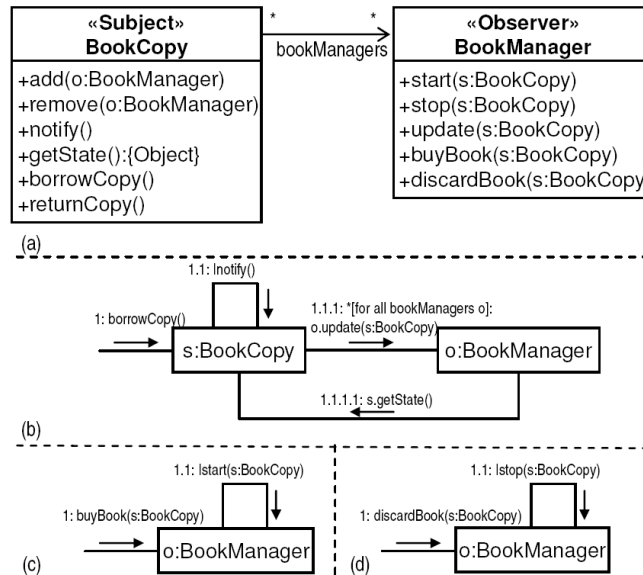 «Subject»
BookCopy
+add(o:BookManager)
+remove(o:BookManager)
+notify()
+getState():{Object}
+borrowCopy()
+returnCopy()
* *
bookManagers
«Observer»
BookManager
+start(s:BookCopy)
+stop(s:BookCopy)
+update(s:BookCopy)
+buyBook(s:BookCopy)
+discardBook(s:BookCopy
(a)
1.1: !notify()
1: borrowCopy()
s:BookCopy
1.1.1: *[for all bookManagers o]:
o.update(s:BookCopy)
o:BookManager
1.1.1.1: s.getState()
(b)
1.1: !start(s:BookCopy)
1: buyBook(s:BookCopy)
o:BookManager
(c)
1.1: !stop(s:BookCopy)
1: discardBook(s:BookCopy)
o:BookManager
(d)